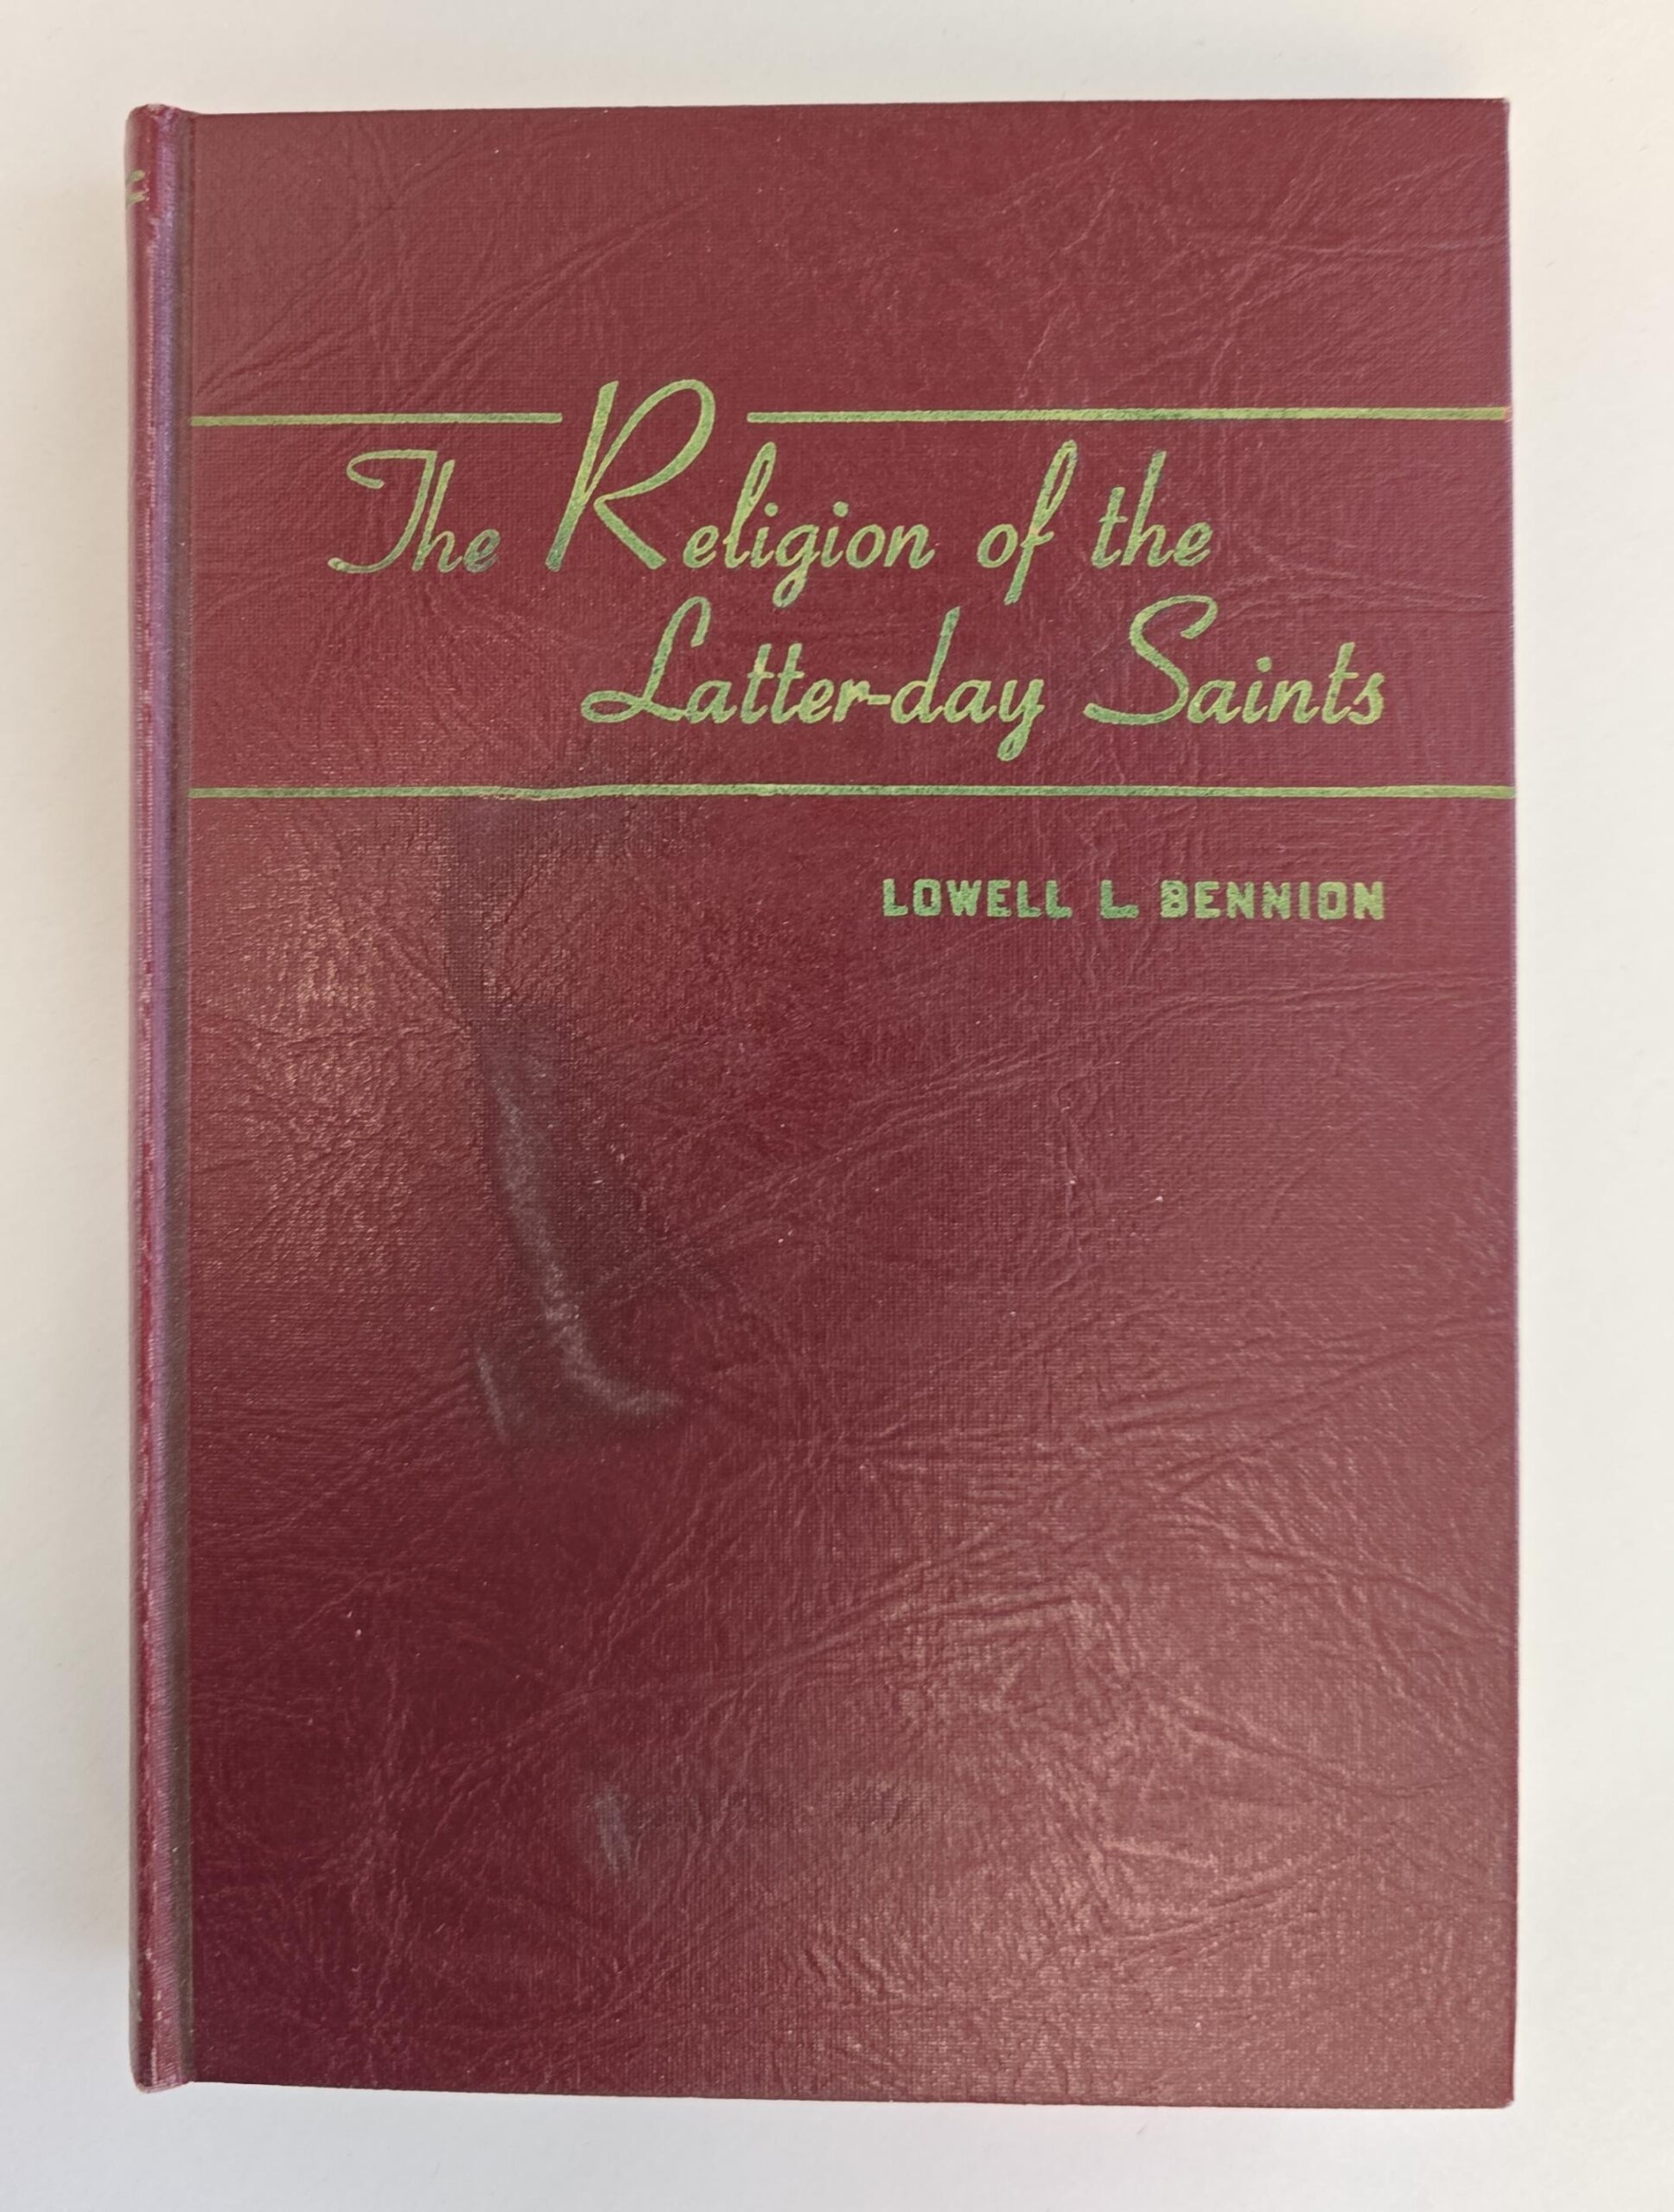 The Religion of the
Latter-day Saints
LOWELL L. BENNION